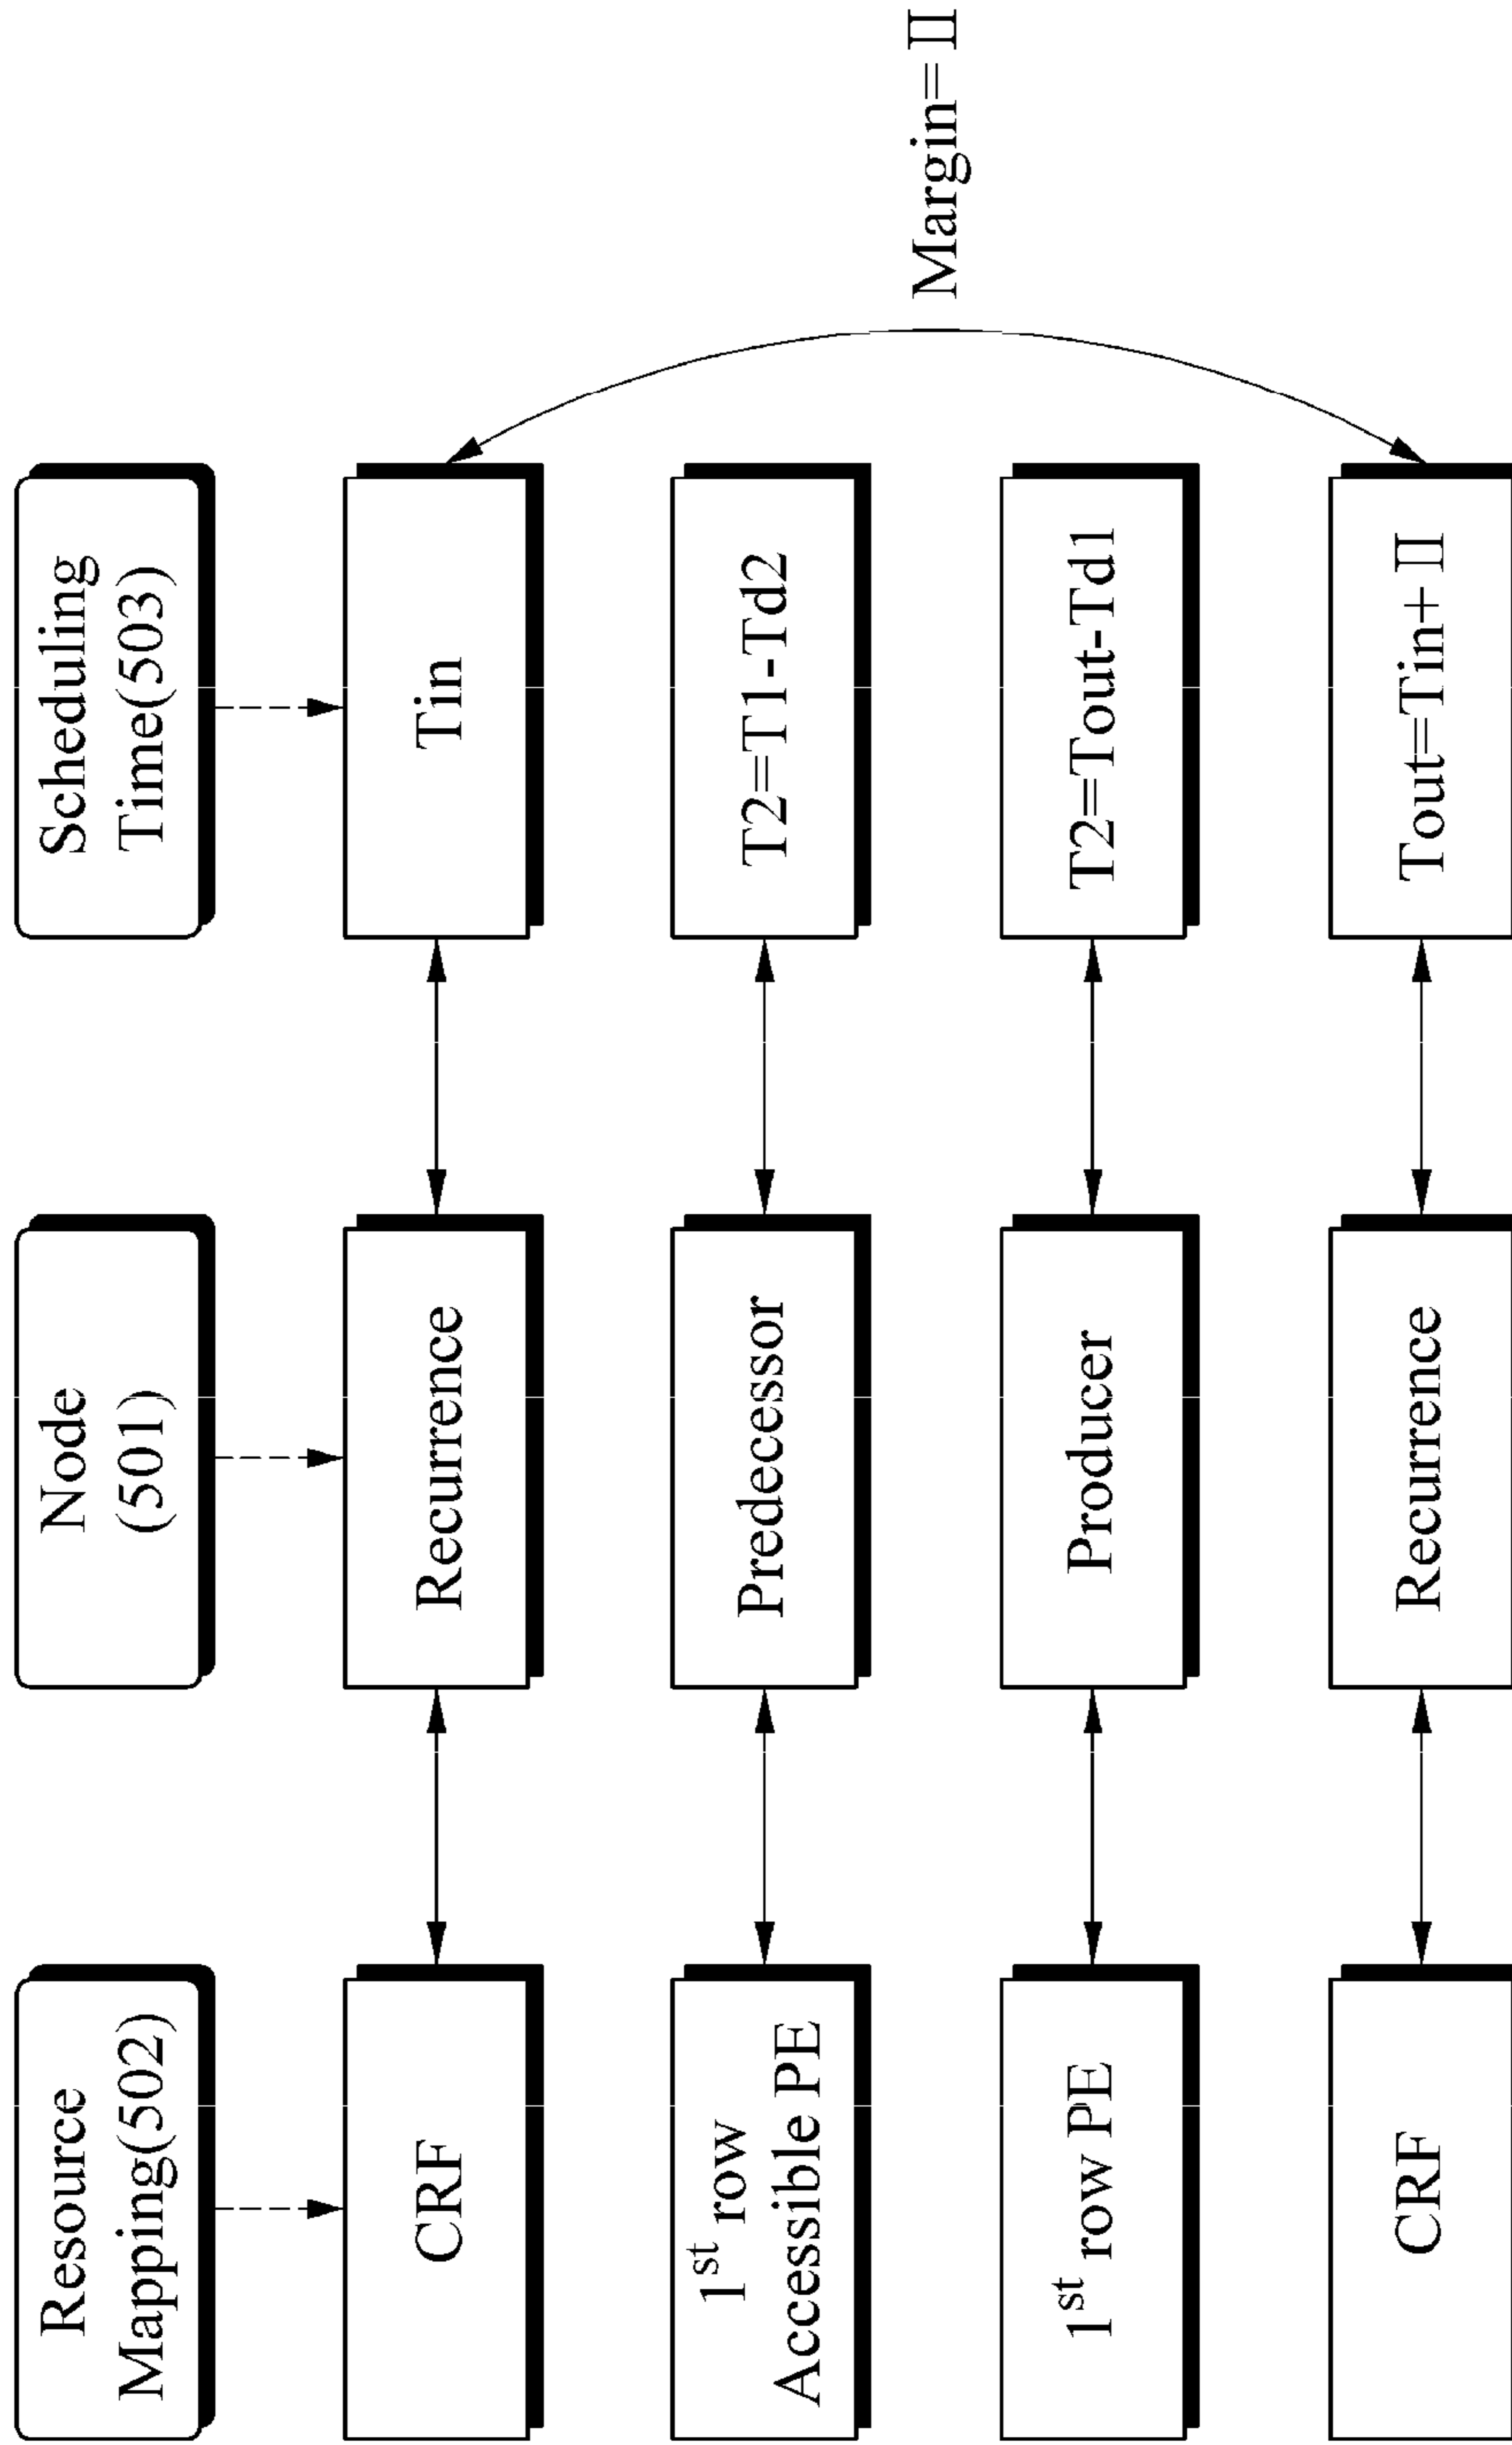 Resource
Mapping(502)
Node
(501)
Scheduling
Time(503)
CRF
Recurrence
Tin
1st row
Accessible PE
Predecessor
T2=T1-Td2
1st row PE
Producer
T2=Tout-Td1
CRF
Recurrence
Tout=Tin+ II
Margin= II